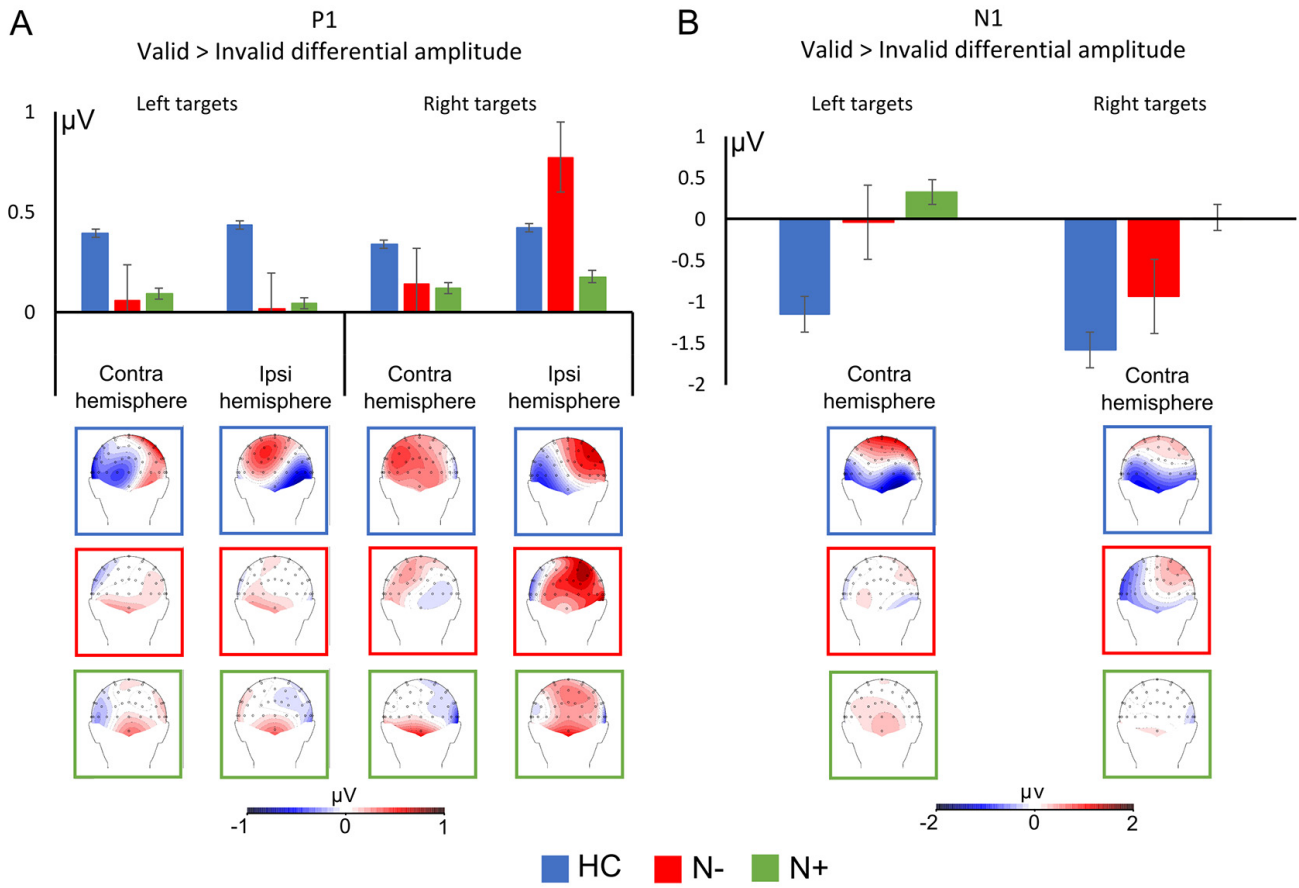 A
P1
Valid > Invalid differential amplitude
Left targets
Right targets
1
μV
0.5
0
Contra
hemisphere
Ipsi
hemisphere
Contra
hemisphere
Ipsi
hemisphere
μV
-1
0
1
B
N1
Valid > Invalid differential amplitude
Left targets
Right targets
1
μV
0.5
0
-0.5
-1
-1.5
-2
Contra
hemisphere
Contra
hemisphere
μV
-2
0
2
HC
N-
N+